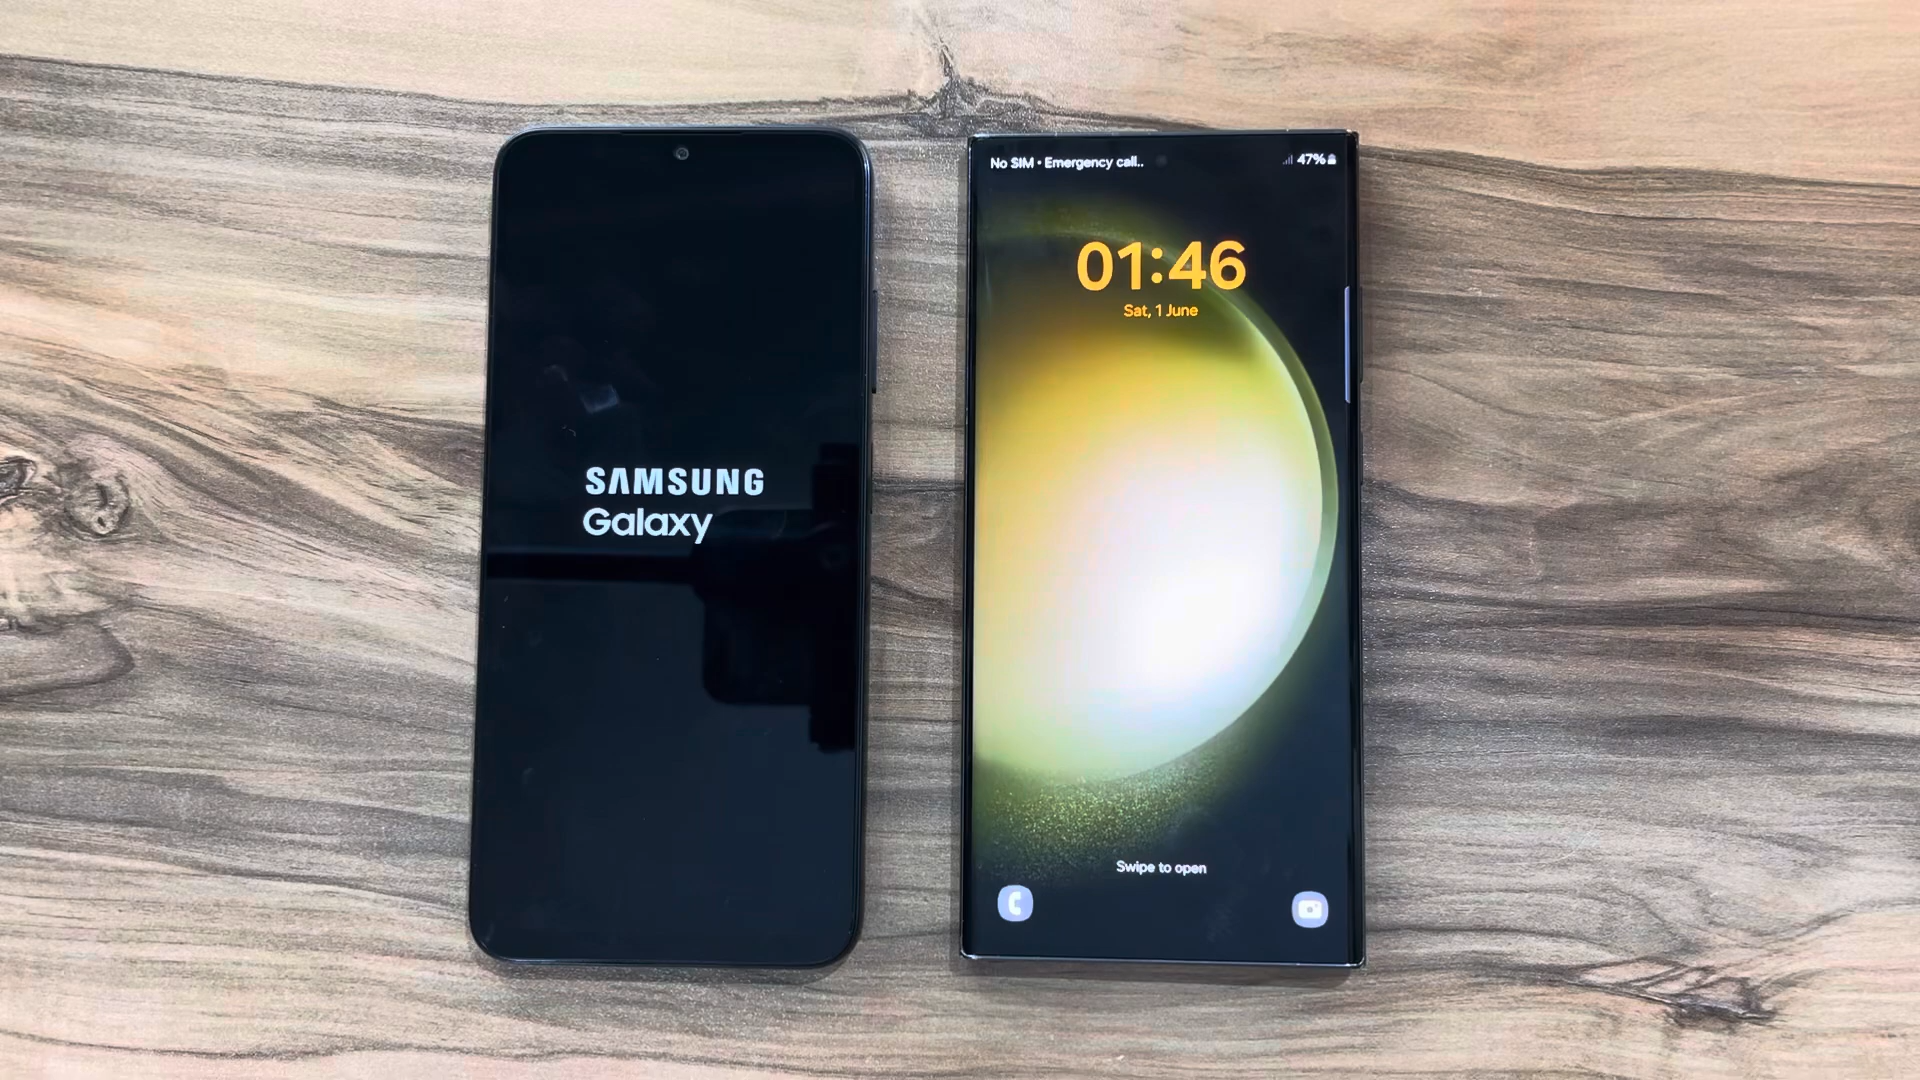 SAMSUNG
Galaxy
No SIM • Emergency call..
47%
01:46
Sat, 1 June
Swipe to open